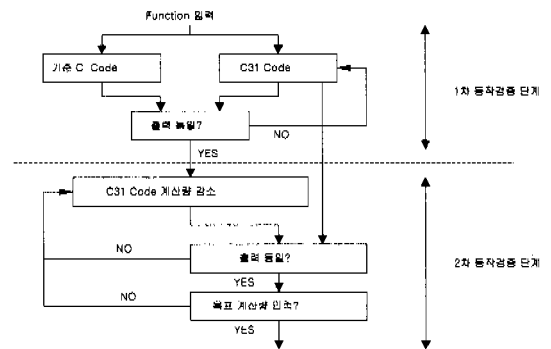 Function 입력
기준 C Code
C31 Code
1차 동작검증 단계
출력 동일?
NO
YES
C31 Code 계산량 감소
NO
출력 동일?
2차 동작검증 단계
YES
NO
목표 계산량 만족?
YES